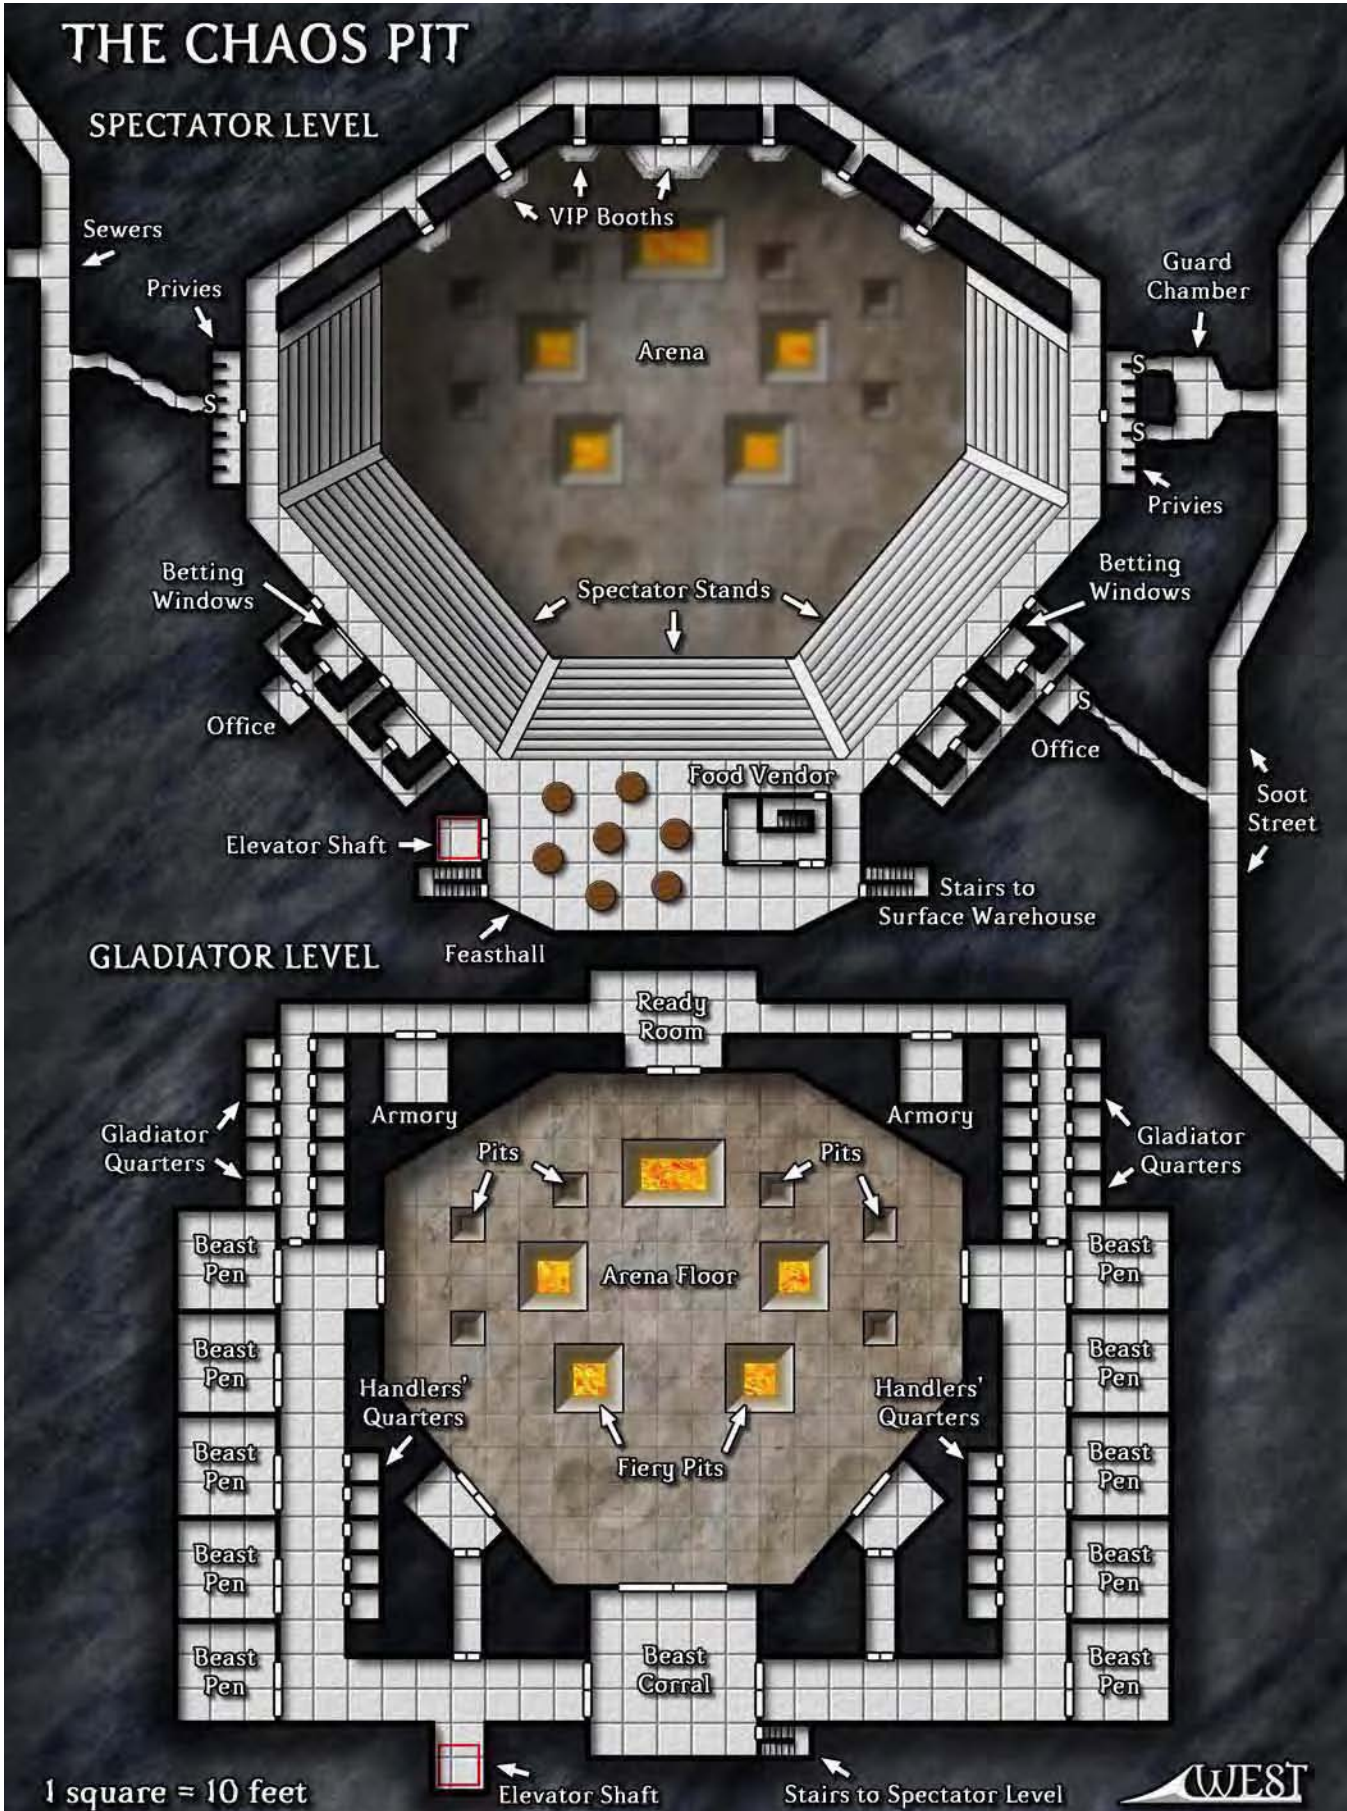 THE CHAOS PIT
SPECTATOR LEVEL
VIP Booths
Sewers
Privies
Guard
Chamber
Arena
S
S
S
Privies
Betting
Windows
Spectator Stands
Betting
Windows
Office
S
Office
Food Vendor
Soot
Street
Elevator Shaft
Stairs to
Surface Warehouse
Feasthall
GLADIATOR LEVEL
Ready
Room
Armory
Armory
Gladiator
Quarters
Pits
Pits
Gladiator
Quarters
Beast
Pen
Arena Floor
Beast
Pen
Beast
Pen
Beast
Pen
Handlers'
Quarters
Handlers'
Quarters
Beast
Pen
Fiery Pits
Beast
Pen
Beast
Pen
Beast
Pen
Beast
Pen
Beast
Corral
Beast
Pen
1 square = 10 feet
Elevator Shaft
Stairs to Spectator Level
WEST